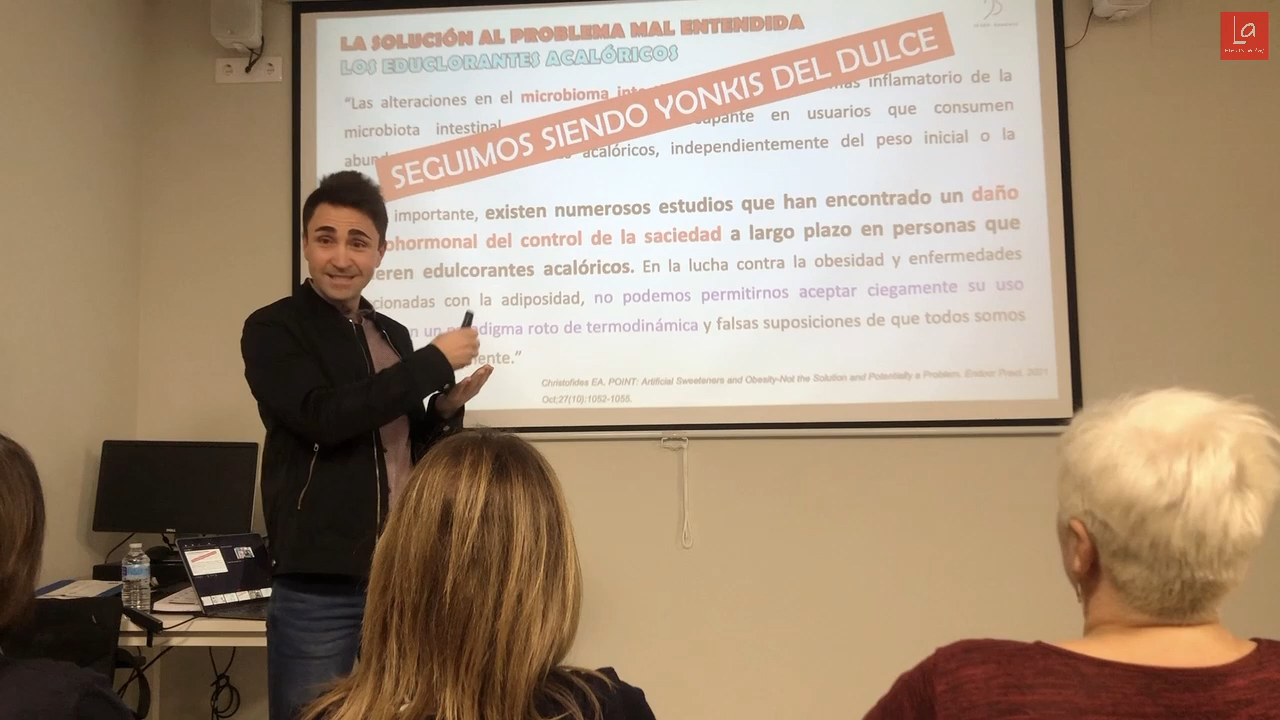 LA SOLUCIÓN AL PROBLEMA MAL ENTENDIDA
LOS EDUCLORANTES ACALÓRICOS
SEGUIMOS SIENDO YONKIS DEL DULCE
“Las alteraciones en el microbioma inflamatorio de la
microbiota intestinal en usuarios que consumen
acalóricos, independientemente del peso inicial o la
importante, existen numerosos estudios que han encontrado un daño
del control de la saciedad a largo plazo en personas que
edulcorantes acalóricos. En la lucha contra la obesidad y enfermedades
con la adiposidad, no podemos permitirnos aceptar ciegamente su uso
un roto de termodinámica y falsas suposiciones de que todos somos
Christofides EA. POINT: Artificial Sweeteners and Obesity-Not the Solution and Potentially a Problem. Endocr Pract. 2021
Oct;27(10):1052-1055.
La